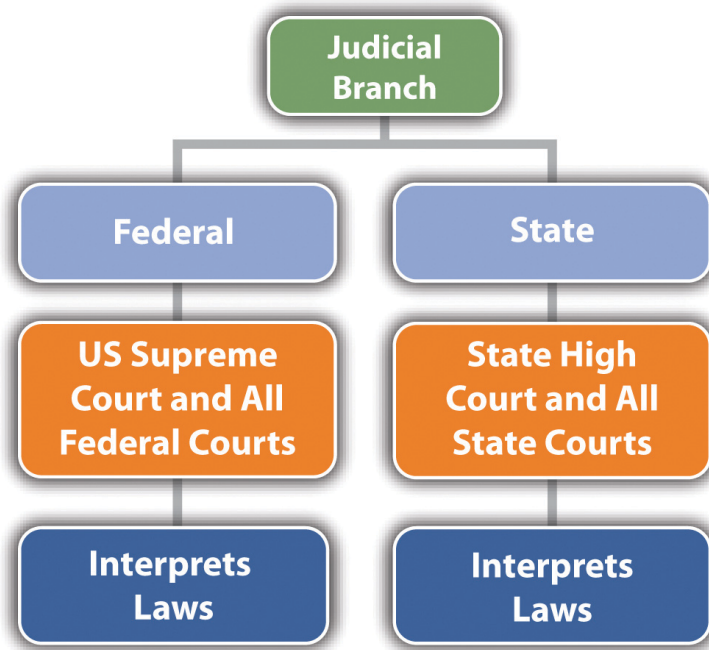 Judicial
Branch
Federal
State
US Supreme
Court and All
Federal Courts
State High
Court and All
State Courts
Interprets
Laws
Interprets
Laws